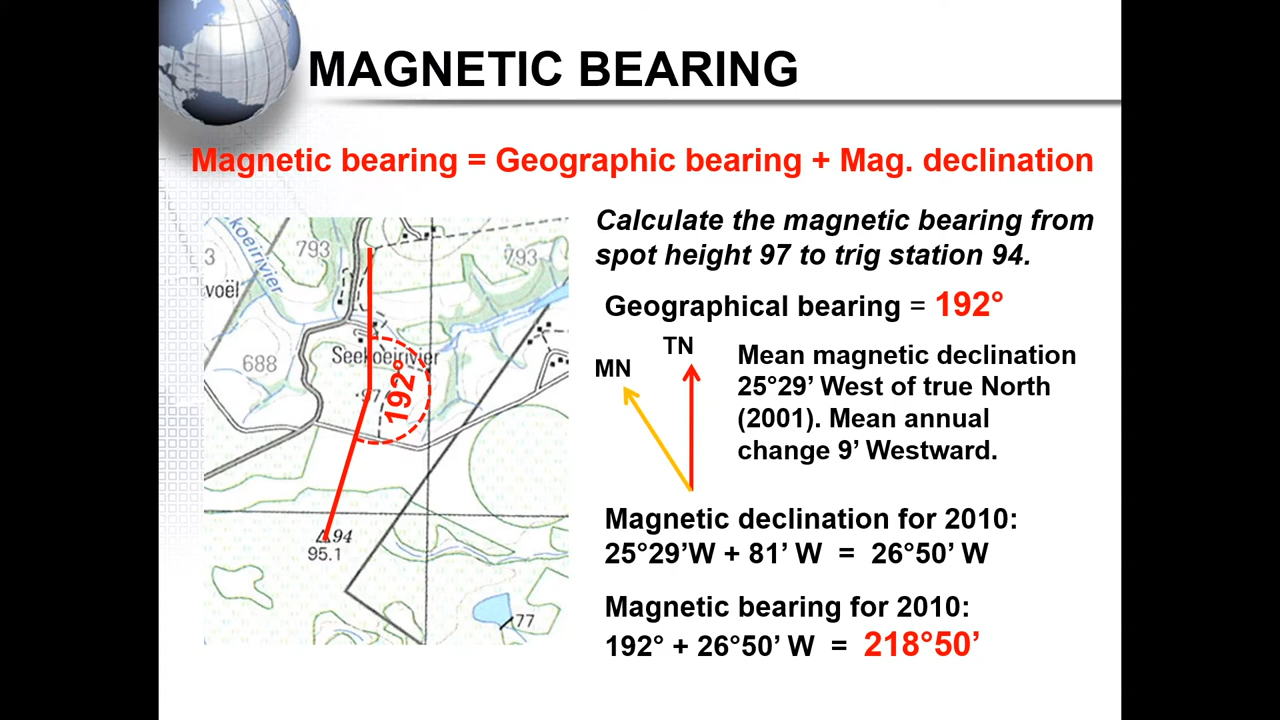 MAGNETIC BEARING
Magnetic bearing = Geographic bearing + Mag. declination
Calculate the magnetic bearing from
spot height 97 to trig station 94.
Geographical bearing = 192°
TN
MN
Mean magnetic declination
25°29’ West of true North
(2001). Mean annual
change 9’ Westward.
Magnetic declination for 2010:
25°29’W + 81’ W = 26°50’ W
Magnetic bearing for 2010:
192° + 26°50’ W = 218°50’
koeirivier
793
793
3
voël
Seekoeirivier
688
97
192°
94
95.1
77